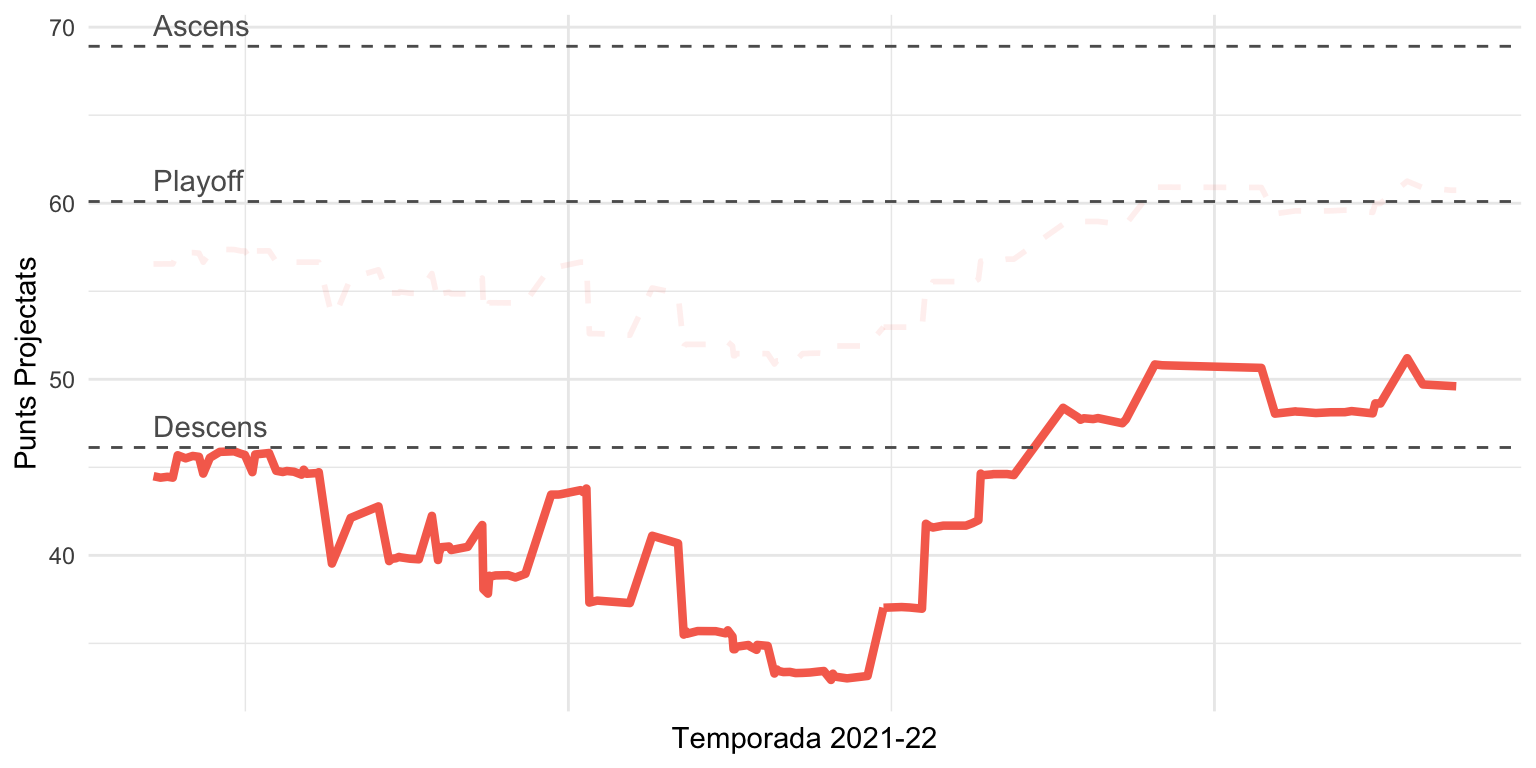 70
Ascens
Playoff
60
Punts Projectats
50
Descens
40
Temporada 2021-22